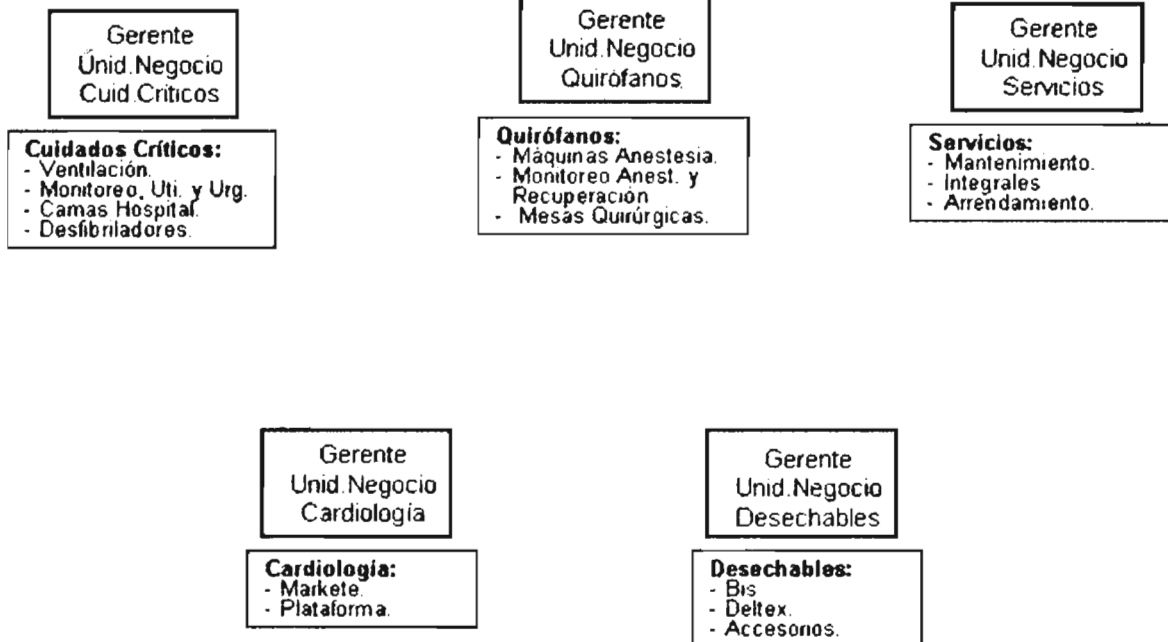 Gerente
Unid.Negocio
Cuid.Críticos
Cuidados Críticos:
- Ventilación.
- Monitoreo, Uti. y Urg.
- Camas Hospital.
- Desfibriladores.
Gerente
Unid.Negocio
Quirófanos
Quirófanos:
- Máquinas Anestesia.
- Monitoreo Anest. y
Recuperación
- Mesas Quirúrgicas.
Gerente
Unid.Negocio
Servicios
Servicios:
- Mantenimiento.
- Integrales
- Arrendamiento.
Gerente
Unid.Negocio
Cardiología
Cardiología:
- Markete.
- Plataforma.
Gerente
Unid.Negocio
Desechables
Desechables:
- Bis
- Deltex.
- Accesorios.